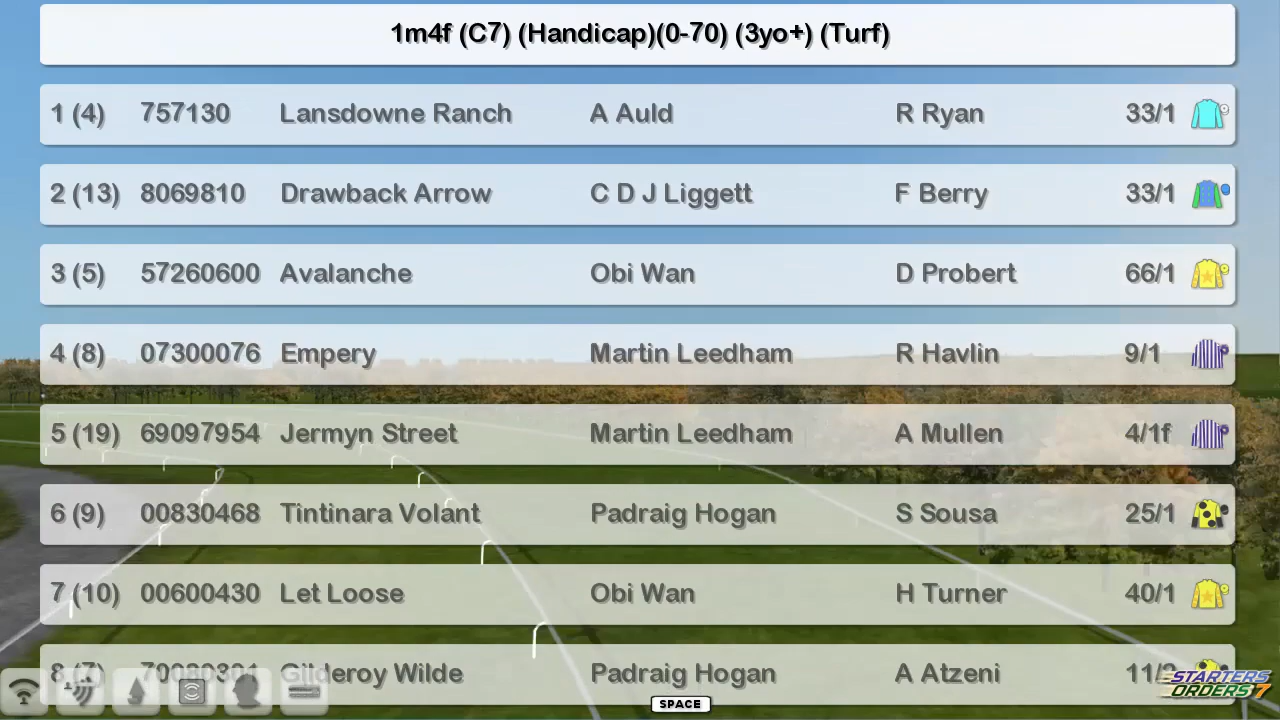 1m4f (C7) (Handicap)(0-70) (3yo+) (Turf)
1 (4) 757130 Lansdowne Ranch A Auld R Ryan 33/1
2 (13) 8069810 Drawback Arrow C D J Liggett F Berry 33/1
3 (5) 57260600 Avalanche Obi Wan D Probert 66/1
4 (8) 07300076 Empery Martin Leedham R Havlin 9/1
5 (19) 69097954 Jermyn Street Martin Leedham A Mullen 4/1f
6 (9) 00830468 Tintinara Volant Padraig Hogan S Sousa 25/1
7 (10) 00600430 Let Loose Obi Wan H Turner 40/1
8 (7) Gilderoy Wilde Padraig Hogan A Atzeni 11/2
SPACE
STARTERS
ORDERS 7